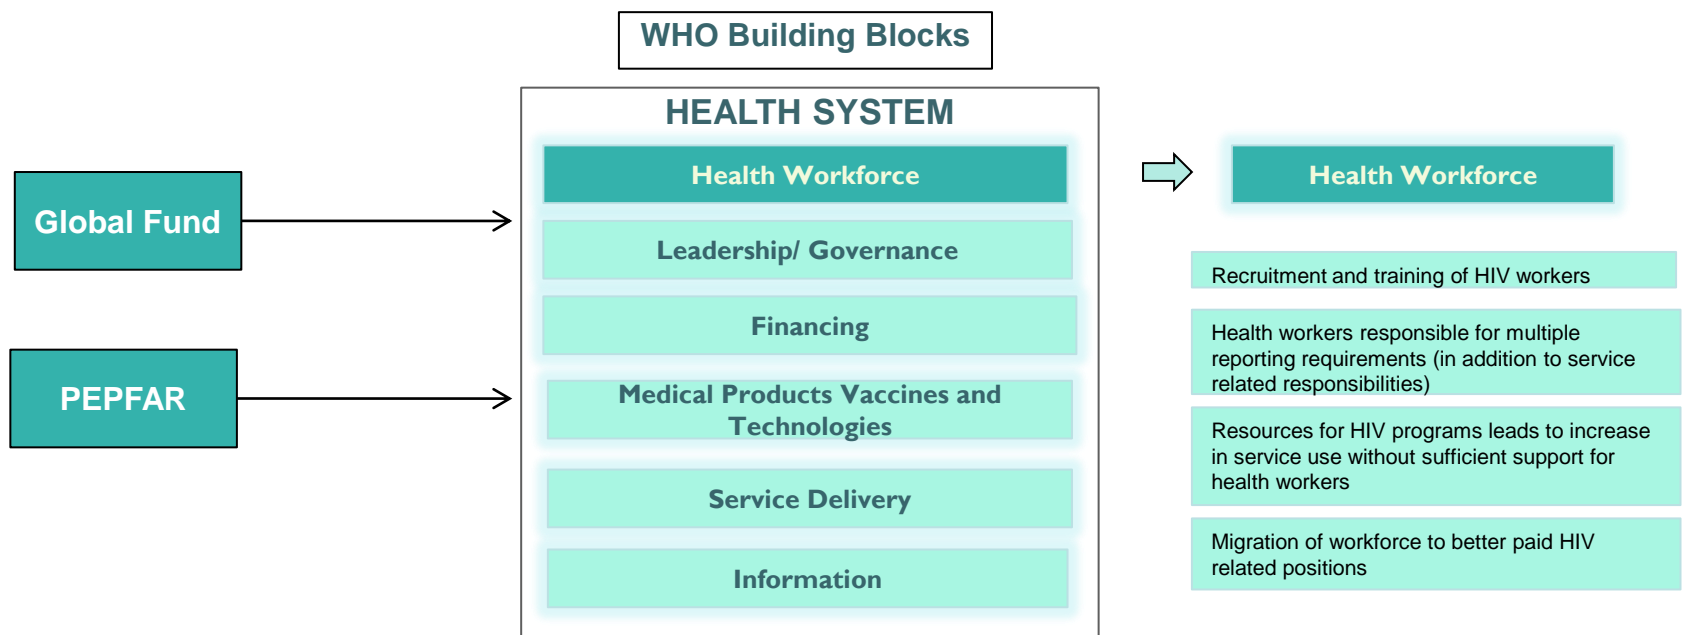 WHO Building Blocks
HEALTH SYSTEM
Global Fund
PEPFAR
Health Workforce
Leadership/ Governance
Financing
Medical Products Vaccines and
Technologies
Service Delivery
Information
Health Workforce
Recruitment and training of HIV workers
Health workers responsible for multiple
reporting requirements (in addition to service
related responsibilities)
Resources for HIV programs leads to increase
in service use without sufficient support for
health workers
Migration of workforce to better paid HIV
related positions